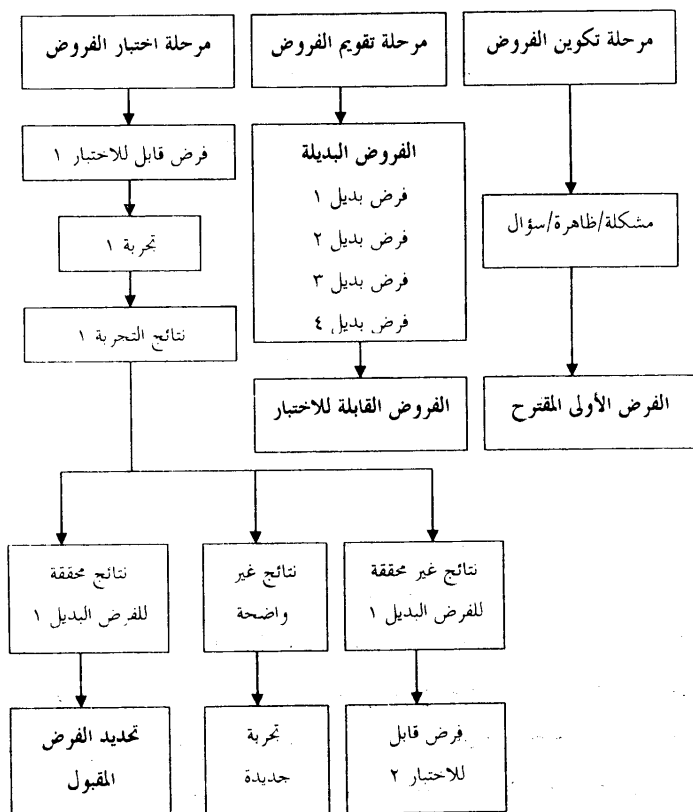 مرحلة تكوين الفروض
مشكلة/ظاهرة/سؤال
الفرض الأولى المقترح
مرحلة تقويم الفروض
الفروض البديلة
فرض بديل ١
فرض بديل ٢
فرض بديل ٣
فرض بديل ٤
الفروض القابلة للاختبار
مرحلة اختبار الفروض
فرض قابل للاختبار ١
تجربة ١
نتائج التجربة ١
نتائج غير محققة
للفرض البديل ١
نتائج غير
واضحة
نتائج محققة
للفرض البديل ١
فرض قابل
للاختبار ٢
تجربة
جديدة
تحديد الفرض
المقبول